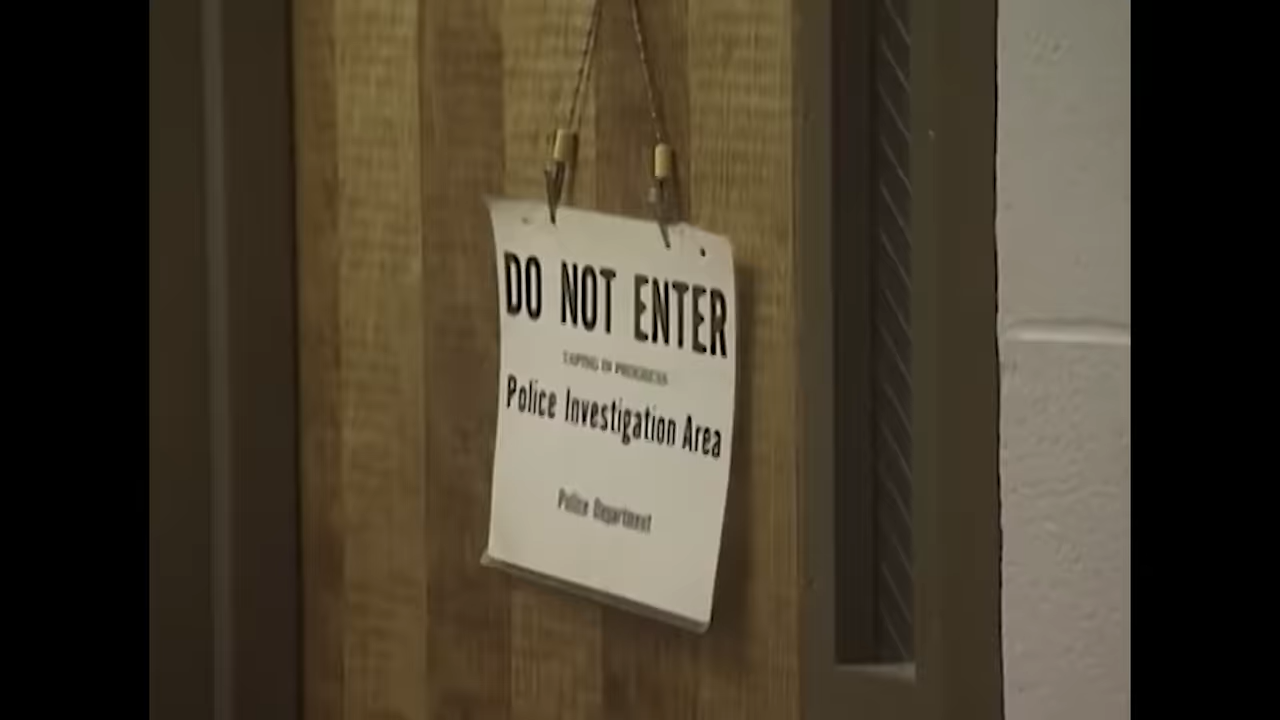 DO NOT ENTER
TAPING IN PROGRESS
Police Investigation Area
Police Department